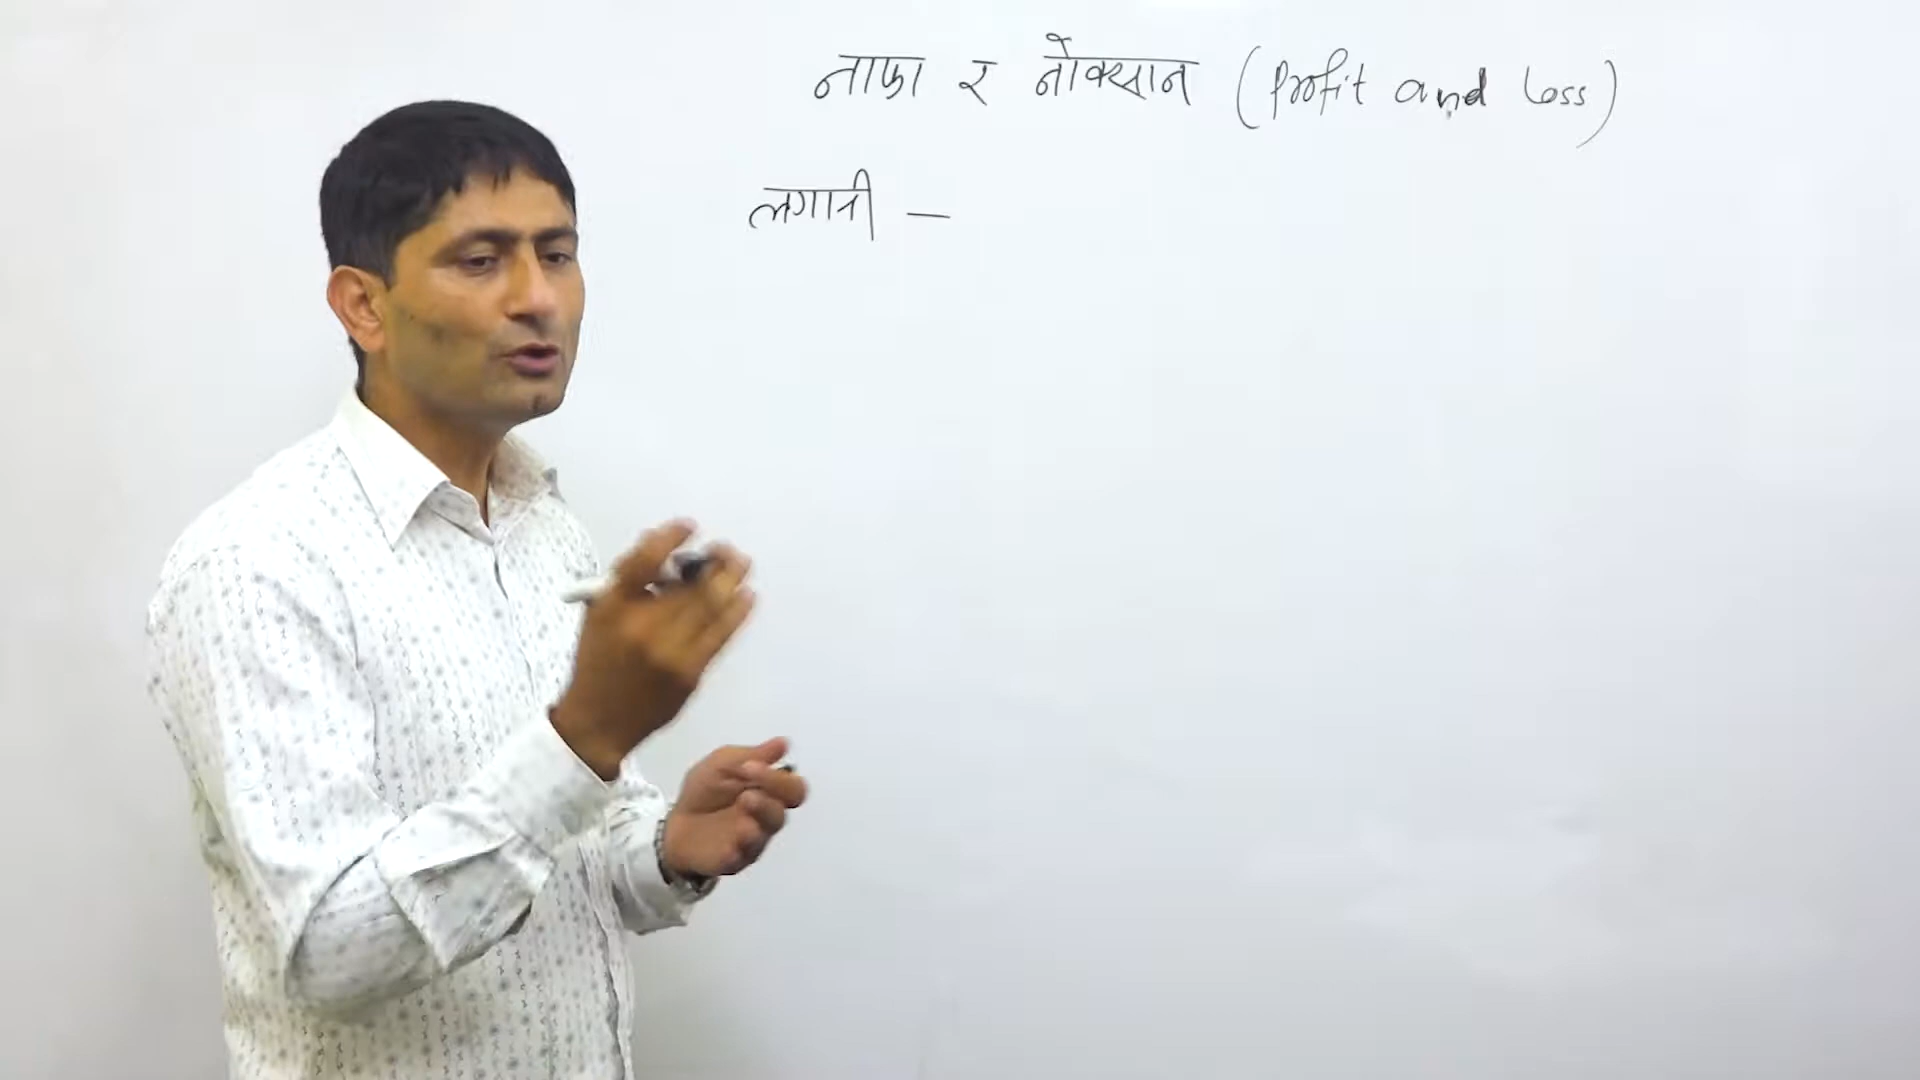 नाफा र नोक्सान (Profit and Loss)
लगानी –